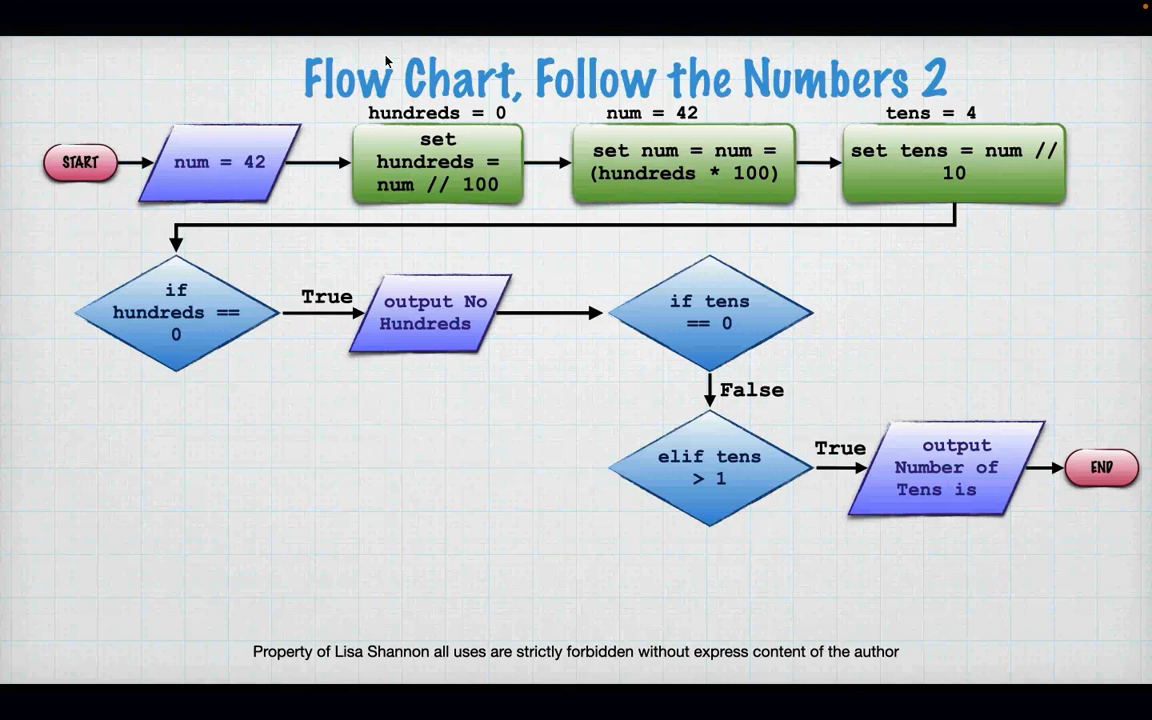 Flow Chart, Follow the Numbers 2
hundreds = 0
num = 42
tens = 4
START
num = 42
set
hundreds =
num // 100
set num = num =
(hundreds * 100)
set tens = num //
10
if
hundreds ==
0
True
output No
Hundreds
if tens
== 0
False
elif tens
> 1
True
output
Number of
Tens is
END
Property of Lisa Shannon all uses are strictly forbidden without express content of the author